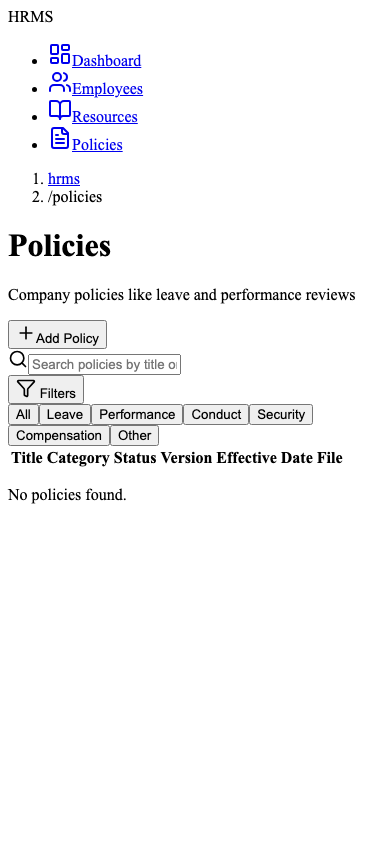 HRMS
Dashboard
Employees
Resources
Policies
1. hrms
2. /policies
Policies
Company policies like leave and performance reviews
Add Policy
Search policies by title o
Filters
All Leave Performance Conduct Security
Compensation Other
Title Category Status Version Effective Date File
No policies found.